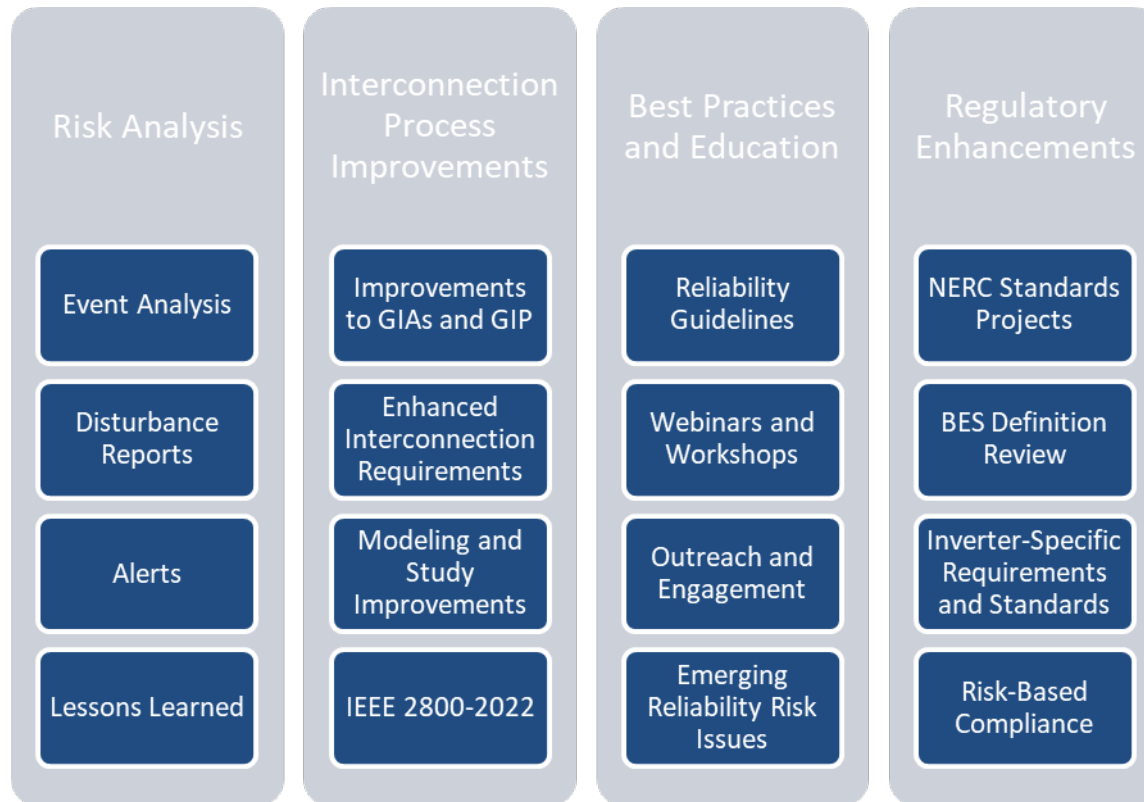 Risk Analysis
Event Analysis
Disturbance
Reports
Alerts
Lessons Learned
Interconnection
Process
Improvements
Improvements
to GIAs and GIP
Enhanced
Interconnection
Requirements
Modeling and
Study
Improvements
IEEE 2800-2022
Best Practices
and Education
Reliability
Guidelines
Webinars and
Workshops
Outreach and
Engagement
Emerging
Reliability Risk
Issues
Regulatory
Enhancements
NERC Standards
Projects
BES Definition
Review
Inverter-Specific
Requirements
and Standards
Risk-Based
Compliance